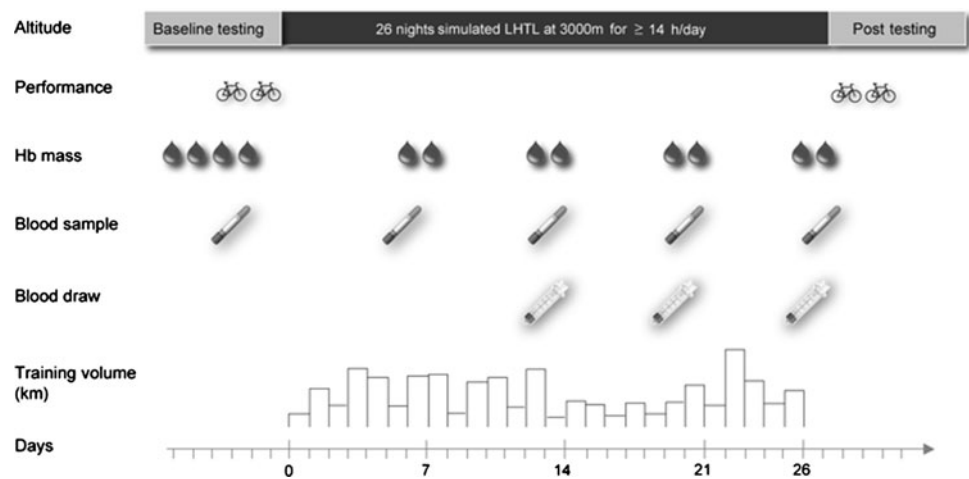 Altitude
Baseline testing
26 nights simulated LHTL at 3000m for ≥ 14 h/day
Post testing
Performance
Hb mass
Blood sample
Blood draw
Training volume
(km)
Days
0 7 14 21 26